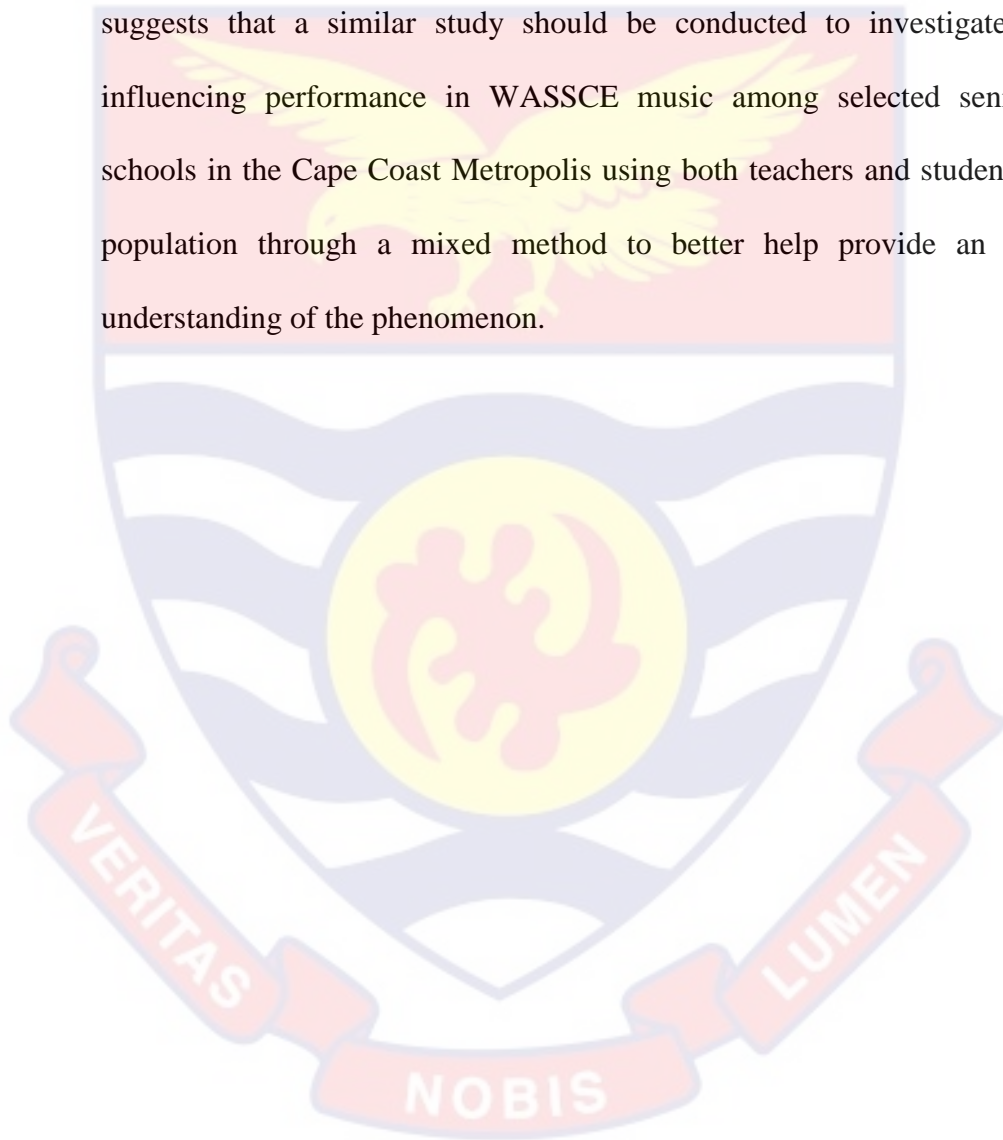 suggests that a similar study should be conducted to investigate
influencing performance in WASSCE music among selected
schools in the Cape Coast Metropolis using both teachers and
population through a mixed method to better help provide an
understanding of the phenomenon.
VERITAS
NOBIS
LUMEN